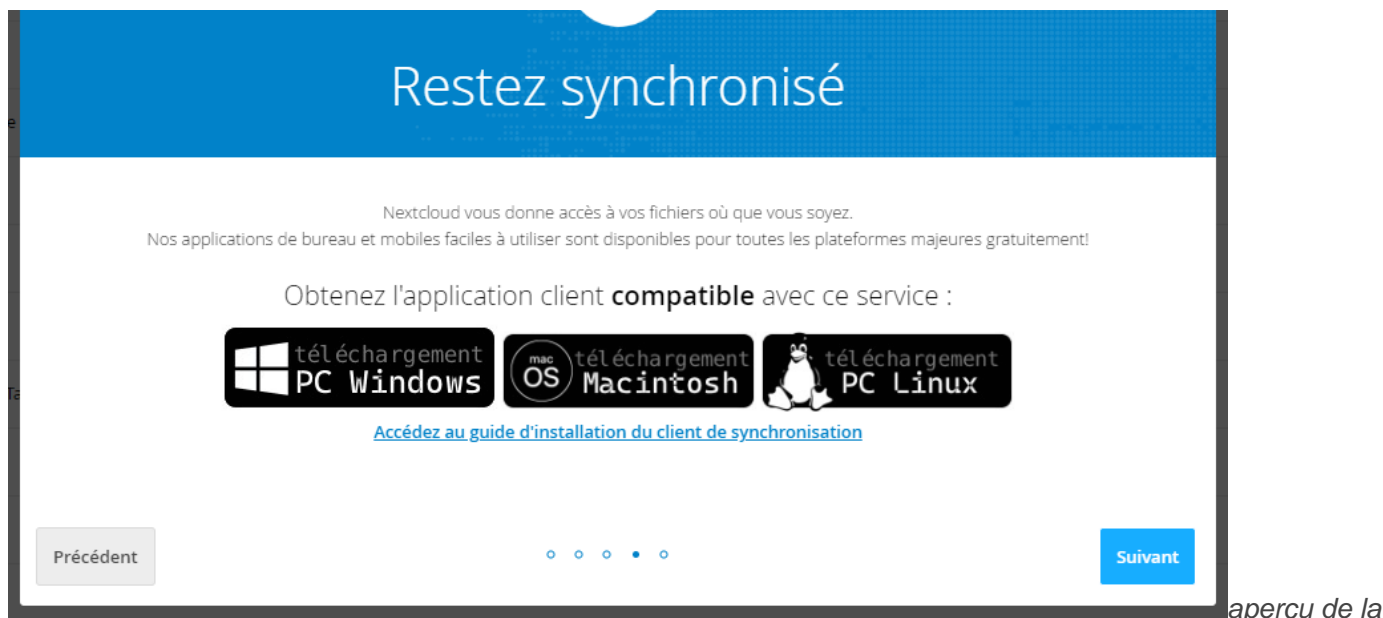 Restez synchronisé
Nextcloud vous donne accès à vos fichiers où que vous soyez.
Nos applications de bureau et mobiles faciles à utiliser sont disponibles pour toutes les plateformes majeures gratuitement!
Obtenez l'application client compatible avec ce service :
téléchargement
PC Windows
mac
OS
téléchargement
Macintosh
téléchargement
PC Linux
Accédez au guide d'installation du client de synchronisation
Précédent
Suivant
apercu de la